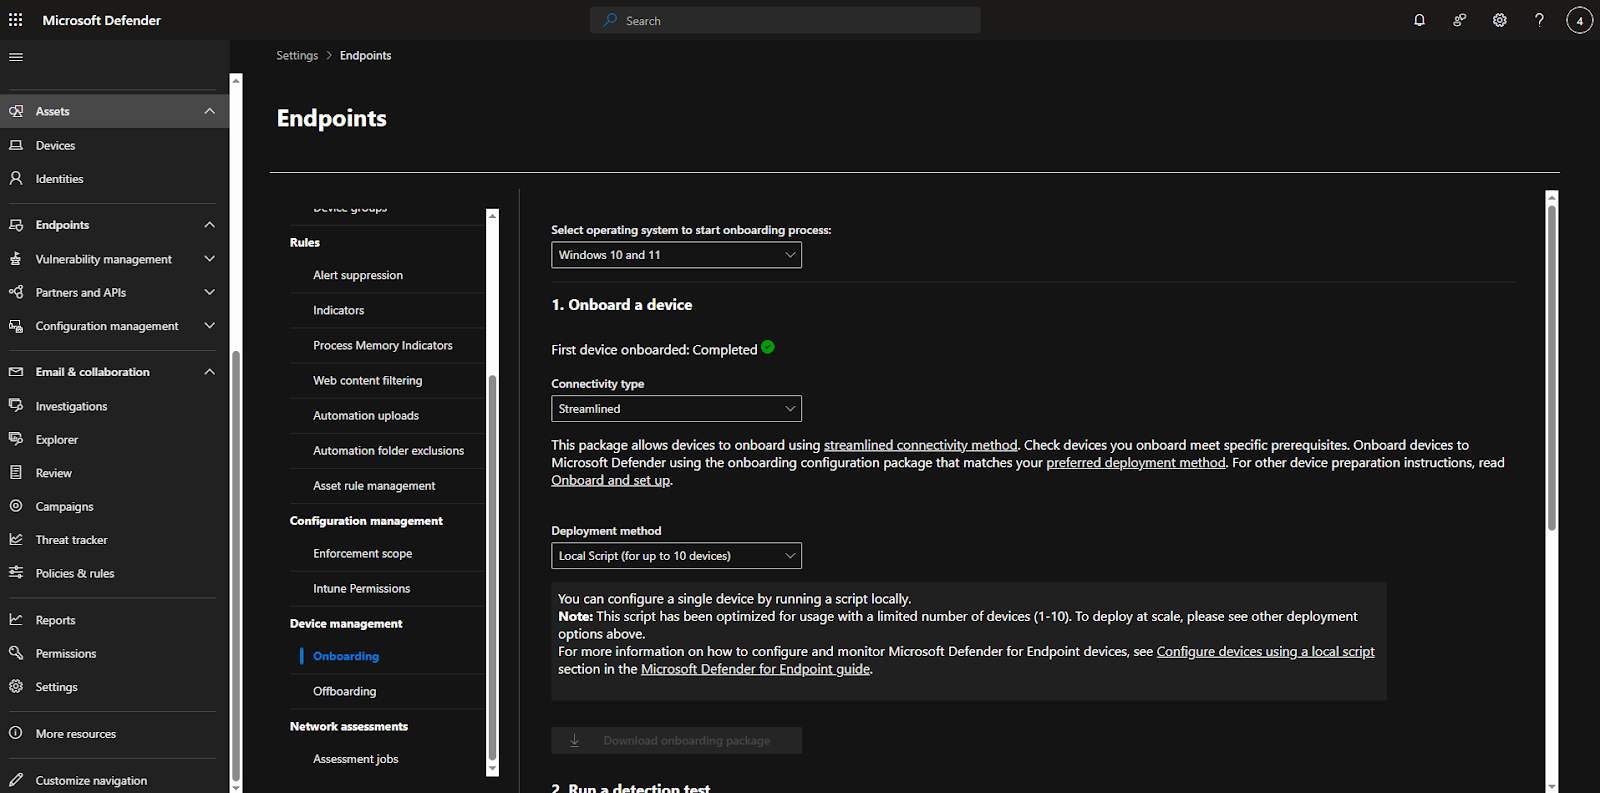 Microsoft Defender
Search
4
Settings > Endpoints
Assets
Devices
Identities
Endpoints
Vulnerability management
Partners and APIs
Configuration management
Email & collaboration
Investigations
Explorer
Review
Campaigns
Threat tracker
Policies & rules
Reports
Permissions
Settings
More resources
Customize navigation
Endpoints
Device groups
Rules
Alert suppression
Indicators
Process Memory Indicators
Web content filtering
Automation uploads
Automation folder exclusions
Asset rule management
Configuration management
Enforcement scope
Intune Permissions
Device management
Onboarding
Offboarding
Network assessments
Assessment jobs
Select operating system to start onboarding process:
Windows 10 and 11
1. Onboard a device
First device onboarded: Completed
Connectivity type
Streamlined
This package allows devices to onboard using streamlined connectivity method. Check devices you onboard meet specific prerequisites. Onboard devices to
Microsoft Defender using the onboarding configuration package that matches your preferred deployment method. For other device preparation instructions, read
Onboard and set up.
Deployment method
Local Script (for up to 10 devices)
You can configure a single device by running a script locally.
Note: This script has been optimized for usage with a limited number of devices (1-10). To deploy at scale, please see other deployment
options above.
For more information on how to configure and monitor Microsoft Defender for Endpoint devices, see Configure devices using a local script
section in the Microsoft Defender for Endpoint guide.
Download onboarding package
2. Run a detection test